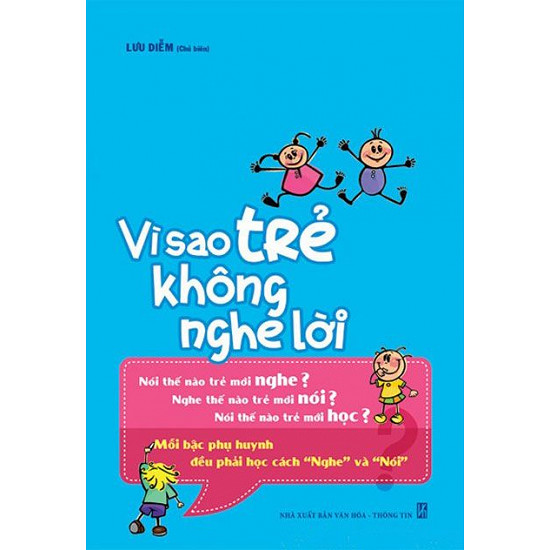 LƯU DIỄM (Chủ biên)
Vì sao TRẺ
không
nghe lời
Nói thế nào trẻ mới nghe?
Nghe thế nào trẻ mới nói?
Nói thế nào trẻ mới học?
Mỗi bậc phụ huynh
đều phải học cách "Nghe" và "Nói"
?
NHÀ XUẤT BẢN VĂN HÓA - THÔNG TIN